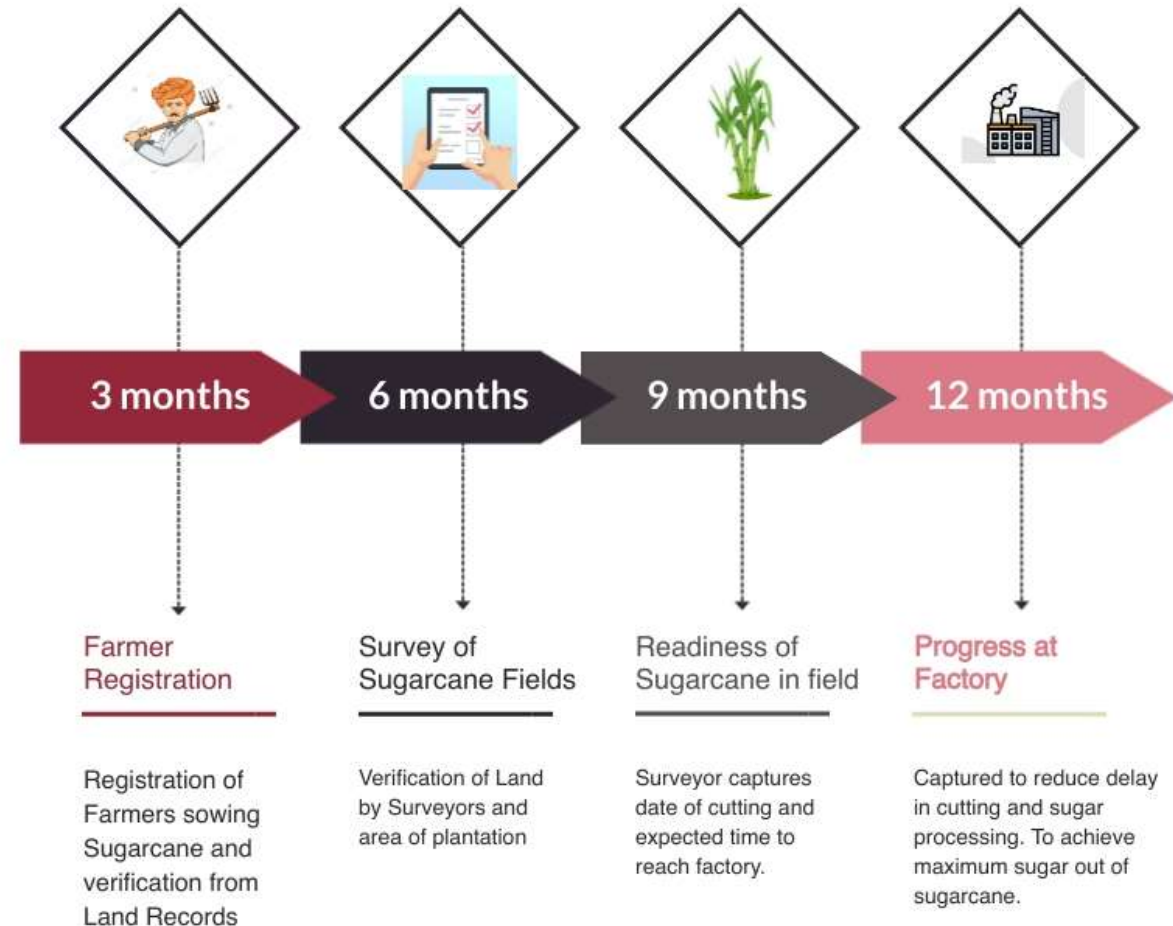 3 months
6 months
9 months
12 months
Farmer
Registration
Registration of
Farmers sowing
Sugarcane and
verification from
Land Records
Survey of
Sugarcane Fields
Verification of Land
by Surveyors and
area of plantation
Readiness of
Sugarcane in field
Surveyor captures
date of cutting and
expected time to
reach factory.
Progress at
Factory
Captured to reduce delay
in cutting and sugar
processing. To achieve
maximum sugar out of
sugarcane.